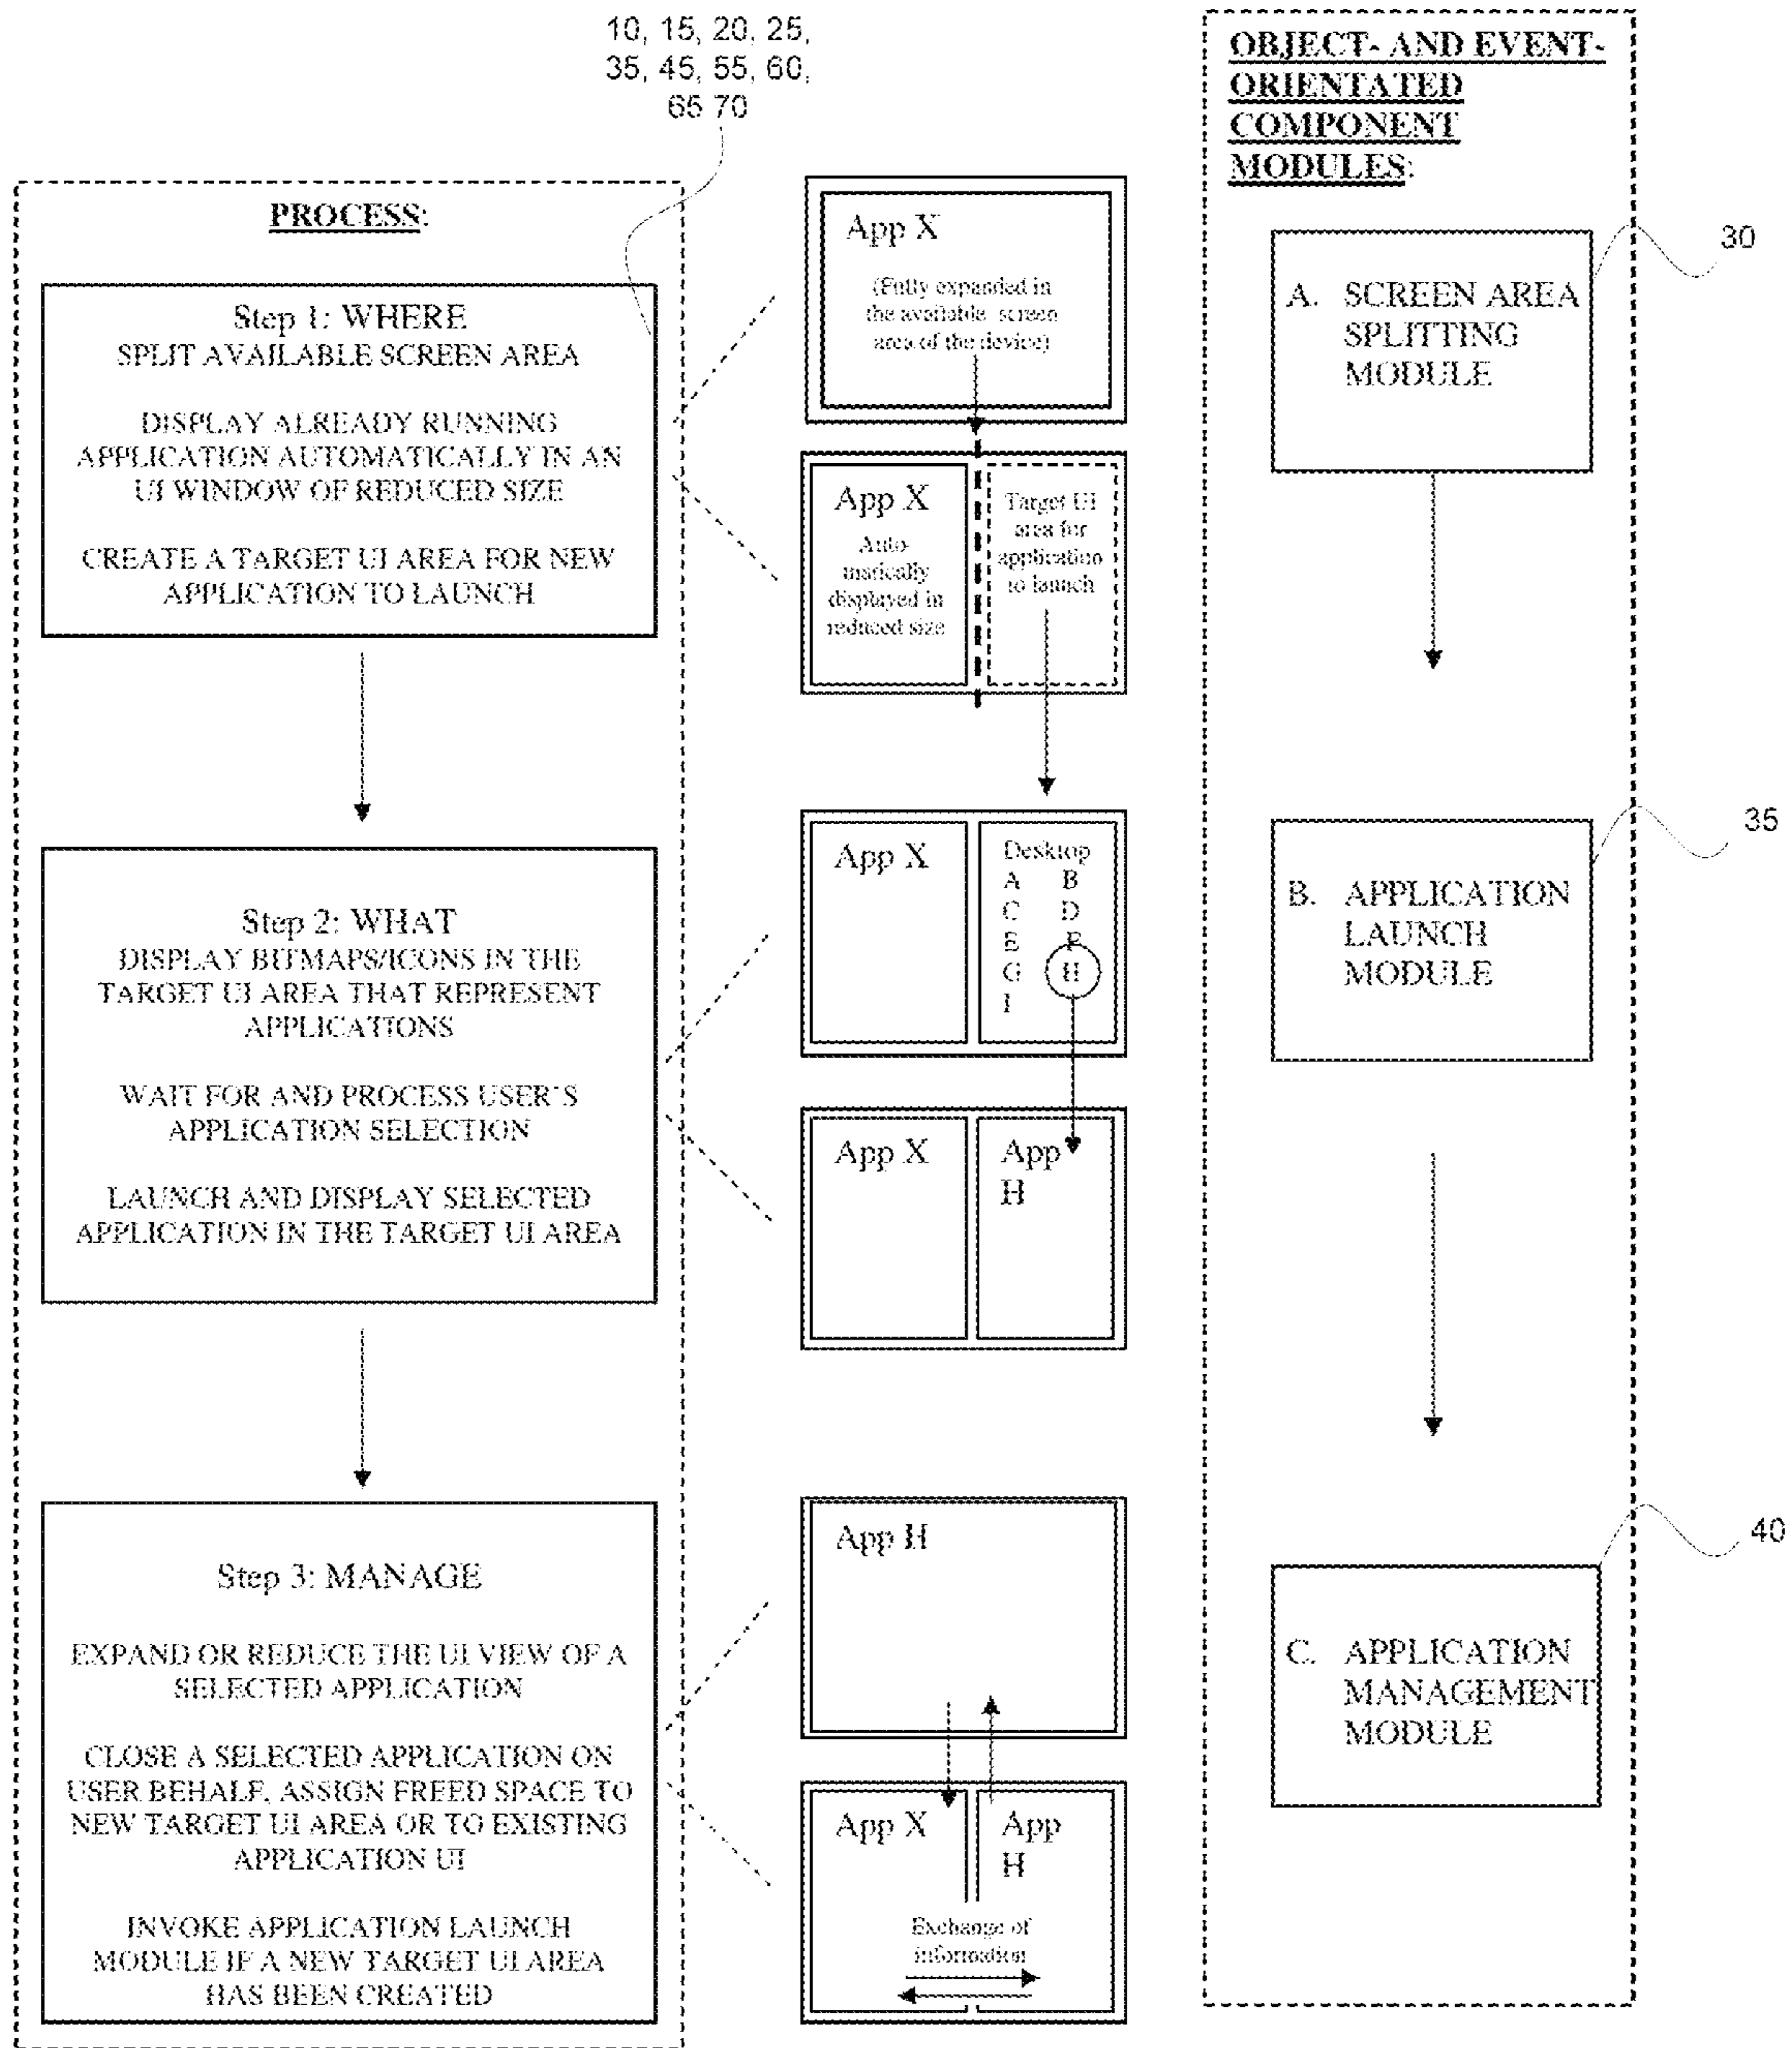 10, 15, 20, 25,
35, 45, 55, 60,
65 70
PROCESS:
Step 1: WHERE
SPLIT AVAILABLE SCREEN AREA
DISPLAY ALREADY RUNNING
APPLICATION AUTOMATICALLY IN AN
UI WINDOW OF REDUCED SIZE
CREATE A TARGET UI AREA FOR NEW
APPLICATION TO LAUNCH
Step 2: WHAT
DISPLAY BITMAPS/ICONS IN THE
TARGET UI AREA THAT REPRESENT
APPLICATIONS
WAIT FOR AND PROCESS USER'S
APPLICATION SELECTION
LAUNCH AND DISPLAY SELECTED
APPLICATION IN THE TARGET UI AREA
Step 3: MANAGE
EXPAND OR REDUCE THE UI VIEW OF A
SELECTED APPLICATION
CLOSE A SELECTED APPLICATION ON
USER BEHALF, ASSIGN FREED SPACE TO
NEW TARGET UI AREA OR TO EXISTING
APPLICATION UI
INVOKE APPLICATION LAUNCH
MODULE IF A NEW TARGET UI AREA
HAS BEEN CREATED
App X
(Fully expanded in
the available screen
area of the device)
App X
Auto-
matically
displayed in
reduced size
Target UI
area for
application
to launch
App X
Desktop
A B
C D
E F
G H
I
App X
App
H
App H
App X
App
H
Exchange of
information
OBJECT- AND EVENT-
ORIENTATED
COMPONENT
MODULES:
30
A. SCREEN AREA
SPLITTING
MODULE
35
B. APPLICATION
LAUNCH
MODULE
40
C. APPLICATION
MANAGEMENT
MODULE